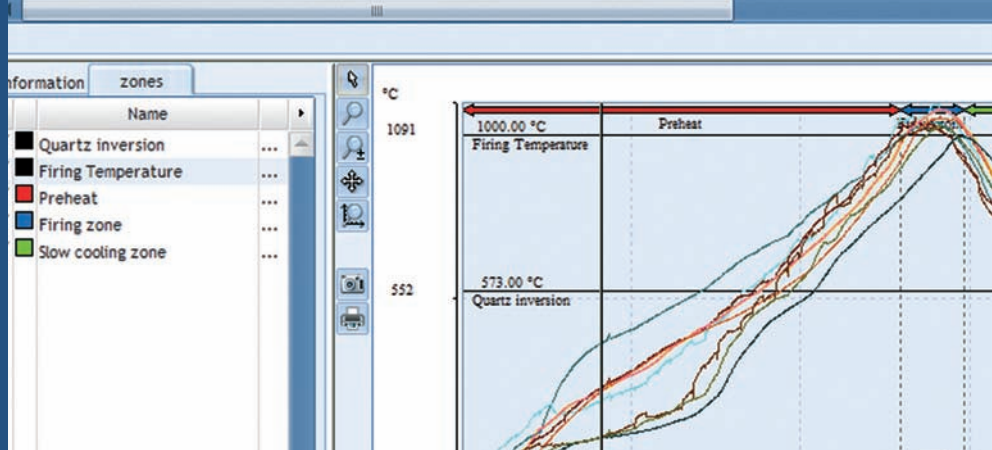 nformation zones
Name
Quartz inversion ...
Firing Temperature ...
Preheat ...
Firing zone ...
Slow cooling zone ...
°C
1091
552
1000.00 °C
Preheat
Firing Temperature
573.00 °C
Quartz inversion